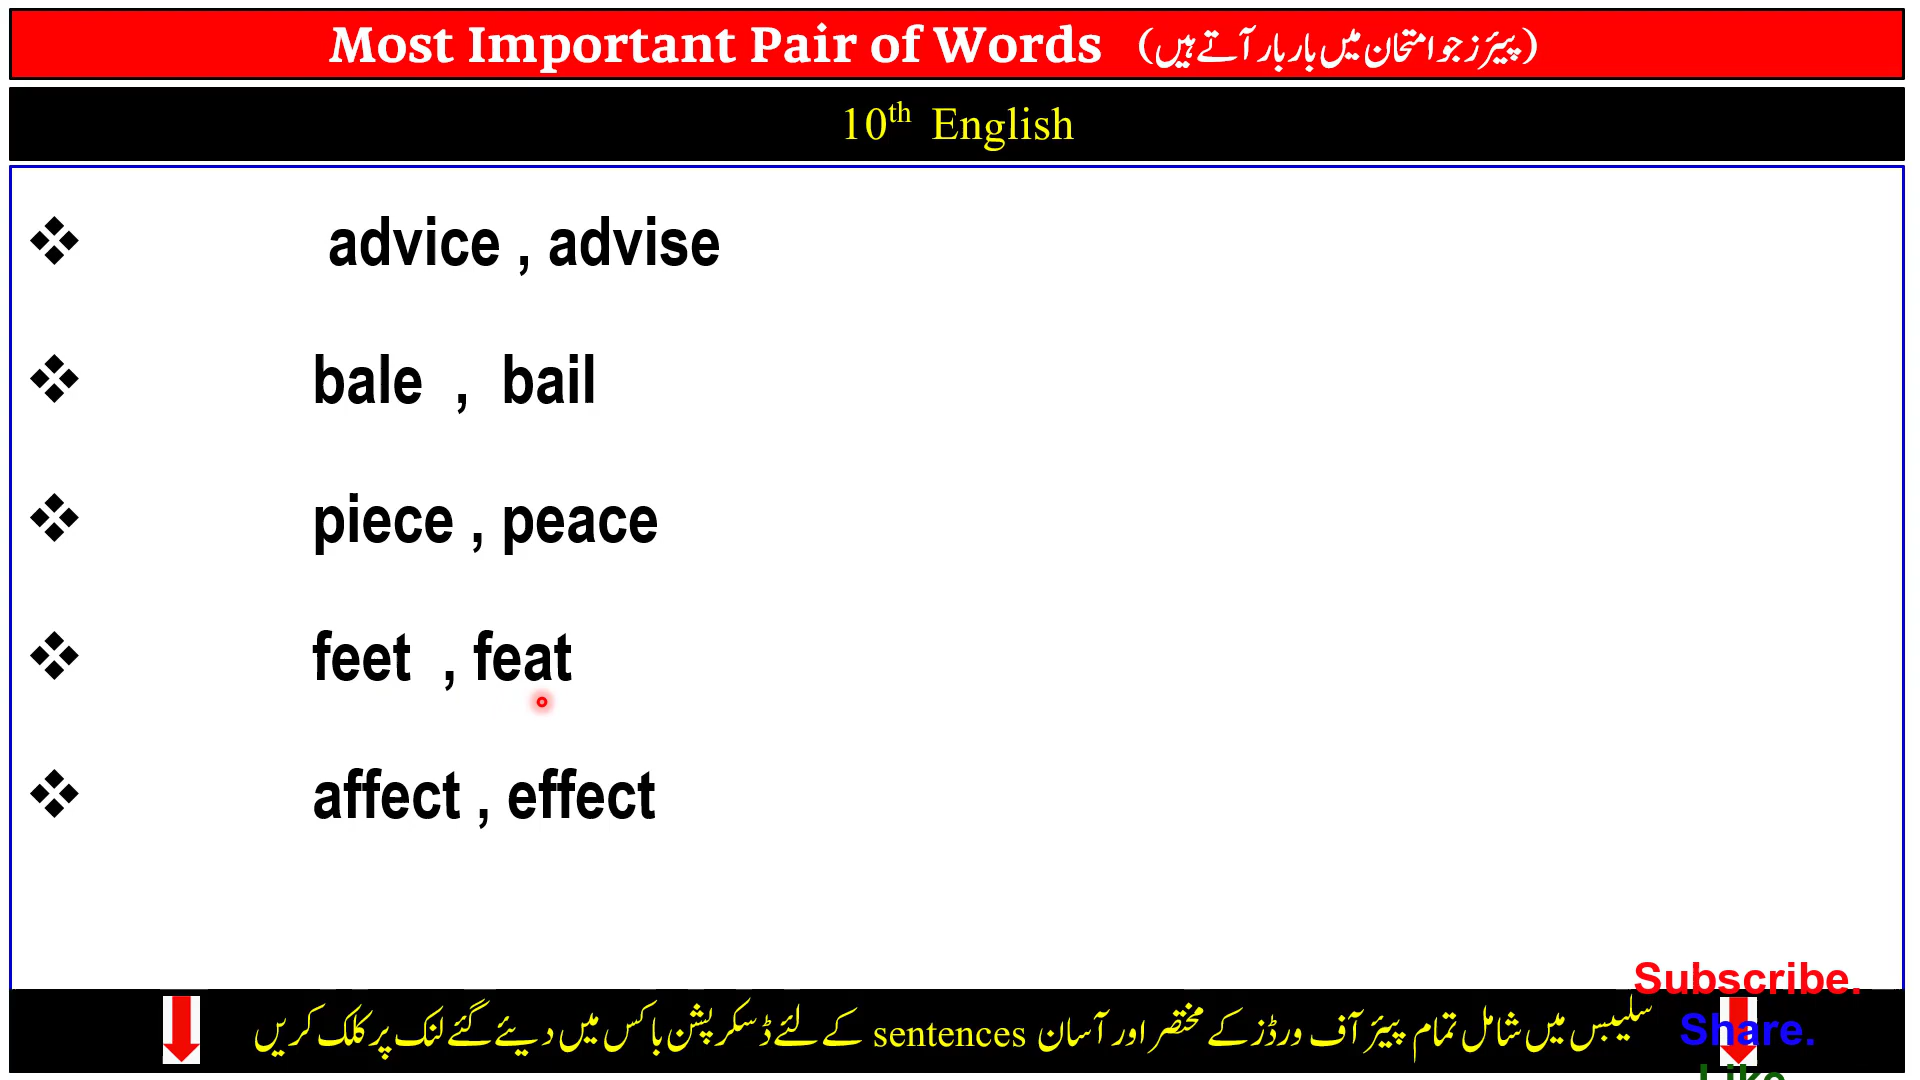 Most Important Pair of Words (پیئرز جو امتحان میں بار بار آتے ہیں)
10th English
❖ advice , advise
❖ bale , bail
❖ piece , peace
❖ feet , feat
❖ affect , effect
Subscribe.
سلیبس میں شامل تمام پیئر آف ورڈز کے مختصر اور آسان sentences کے لئے ڈسکرپشن باکس میں دیئے گئے لنک پر کلک کریں
Share.
Like